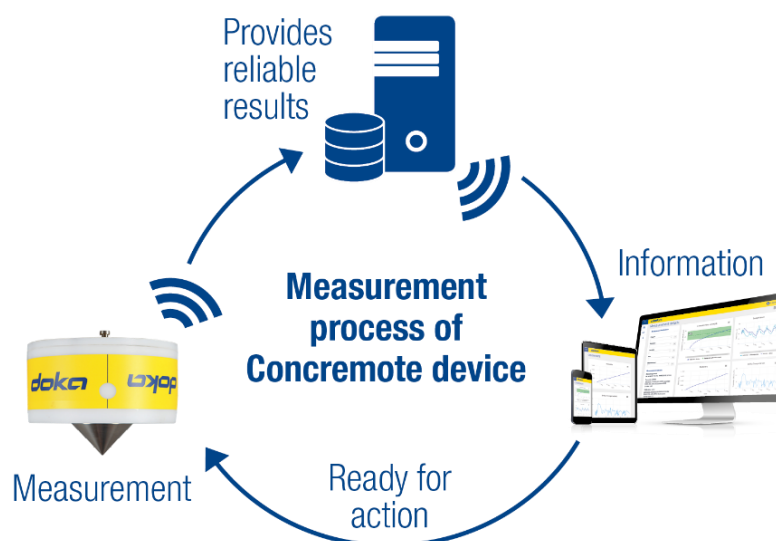 Provides
reliable
results
Information
Measurement
process of
Concremote device
doka
doka
Measurement
Ready for
action